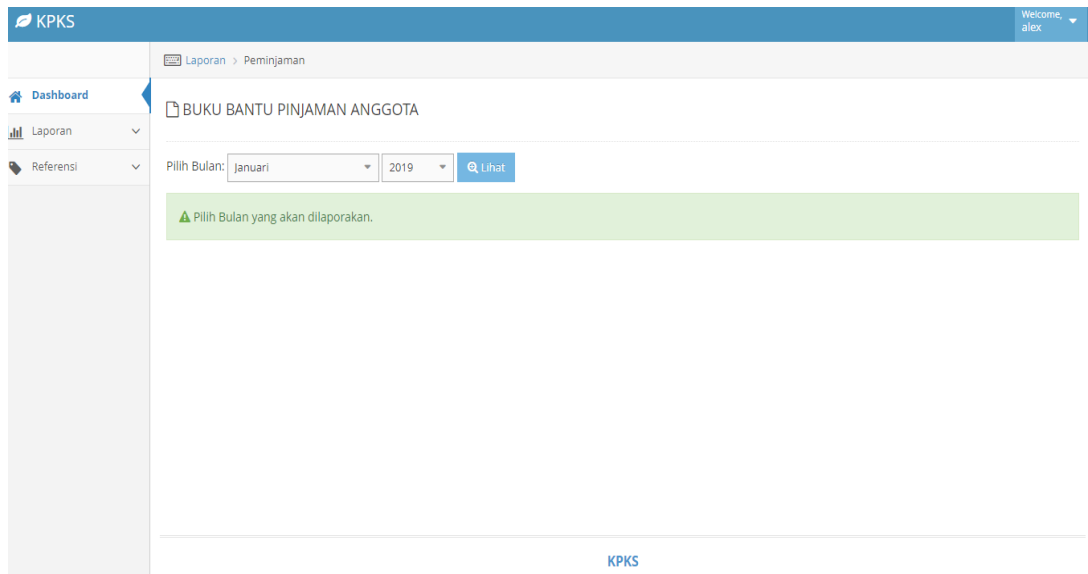 KPKS
Welcome,
alex
Laporan > Peminjaman
Dashboard
Laporan
Referensi
BUKU BANTU PINJAMAN ANGGOTA
Pilih Bulan: Januari 2019 Lihat
Pilih Bulan yang akan dilaporakan.
KPKS